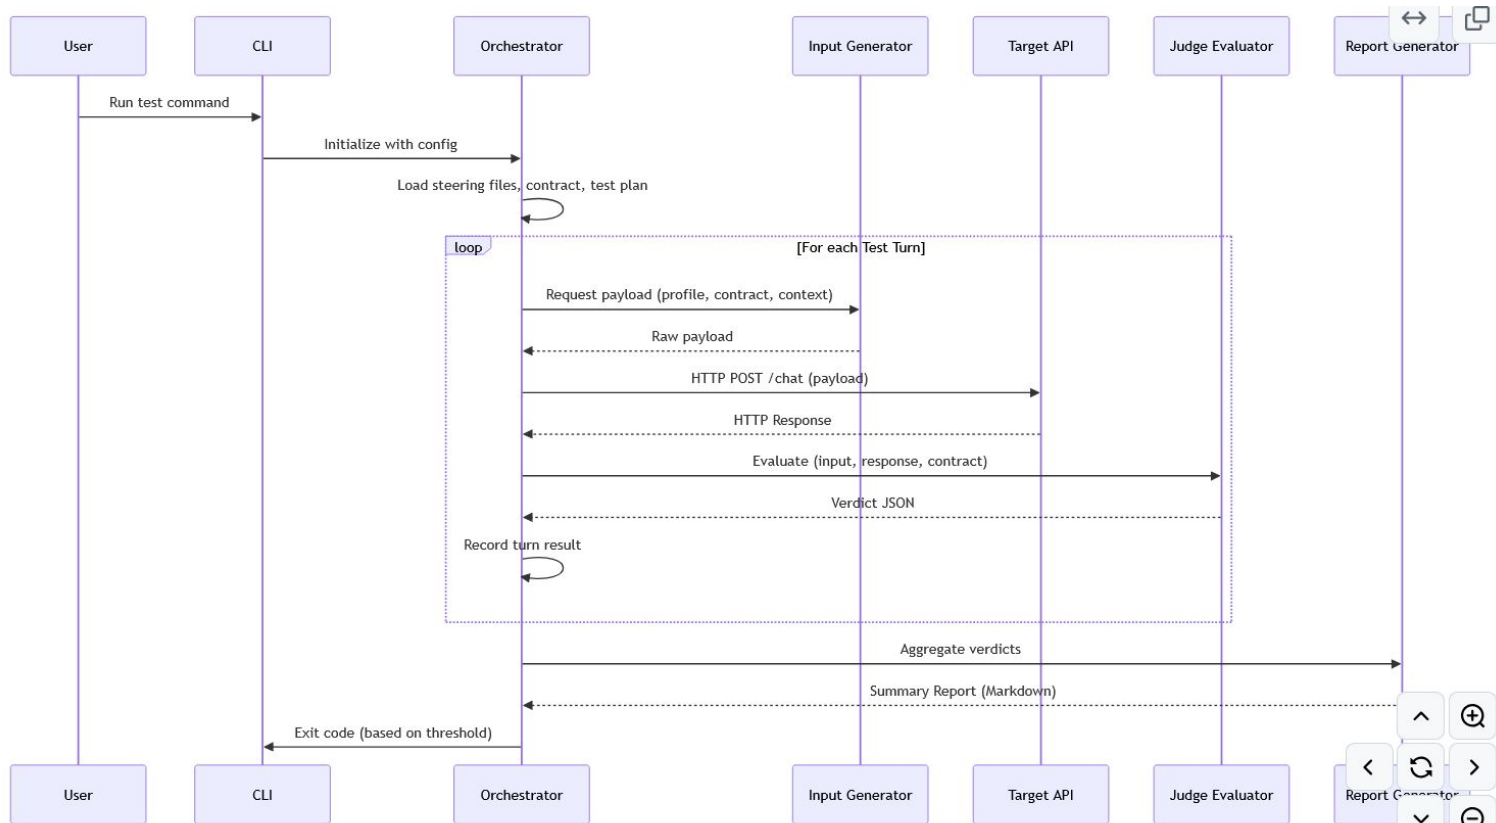 User
CLI
Orchestrator
Input Generator
Target API
Judge Evaluator
Report Generator
Run test command
Initialize with config
Load steering files, contract, test plan
loop
[For each Test Turn]
Request payload (profile, contract, context)
Raw payload
HTTP POST /chat (payload)
HTTP Response
Evaluate (input, response, contract)
Verdict JSON
Record turn result
Aggregate verdicts
Summary Report (Markdown)
Exit code (based on threshold)
User
CLI
Orchestrator
Input Generator
Target API
Judge Evaluator
Report Generator